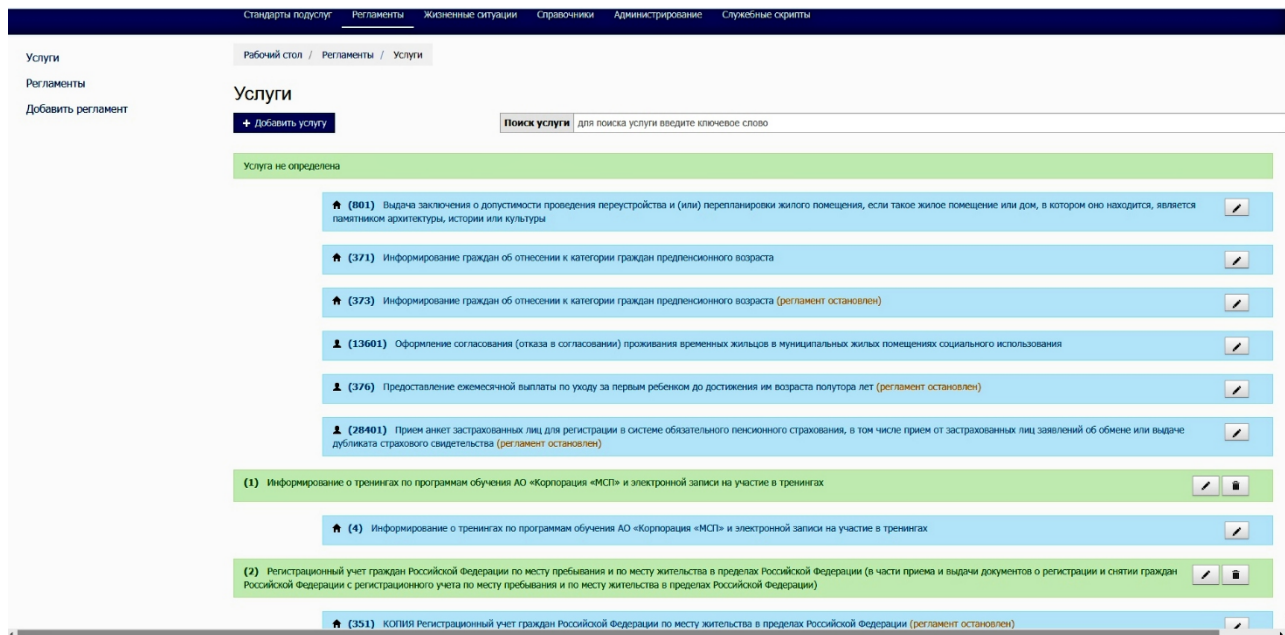 Стандарты подуслуг Регламенты Жизненные ситуации Справочники Администрирование Служебные скрипты
Услуги
Регламенты
Добавить регламент
Рабочий стол / Регламенты / Услуги
Услуги
+ Добавить услугу
Поиск услуги для поиска услуги введите ключевое слово
Услуга не определена
(801) Выдача заключения о допустимости проведения переустройства и (или) перепланировки жилого помещения, если такое жилое помещение или дом, в котором оно находится, является
памятником архитектуры, истории или культуры
(371) Информирование граждан об отнесении к категории граждан предпенсионного возраста
(373) Информирование граждан об отнесении к категории граждан предпенсионного возраста (регламент остановлен)
(13601) Оформление согласования (отказа в согласовании) проживания временных жильцов в муниципальных жилых помещениях социального использования
(376) Предоставление ежемесячной выплаты по уходу за первым ребенком до достижения им возраста полутора лет (регламент остановлен)
(28401) Прием анкет застрахованных лиц для регистрации в системе обязательного пенсионного страхования, в том числе прием от застрахованных лиц заявлений об обмене или выдаче
дубликата страхового свидетельства (регламент остановлен)
(1) Информирование о тренингах по программам обучения АО «Корпорация «МСП» и электронной записи на участие в тренингах
(4) Информирование о тренингах по программам обучения АО «Корпорация «МСП» и электронной записи на участие в тренингах
(2) Регистрационный учет граждан Российской Федерации по месту пребывания и по месту жительства в пределах Российской Федерации (в части приема и выдачи документов о регистрации и снятии граждан
Российской Федерации с регистрационного учета по месту пребывания и по месту жительства в пределах Российской Федерации)
(351) КОПИЯ Регистрационный учет граждан Российской Федерации по месту жительства в пределах Российской Федерации (регламент остановлен)